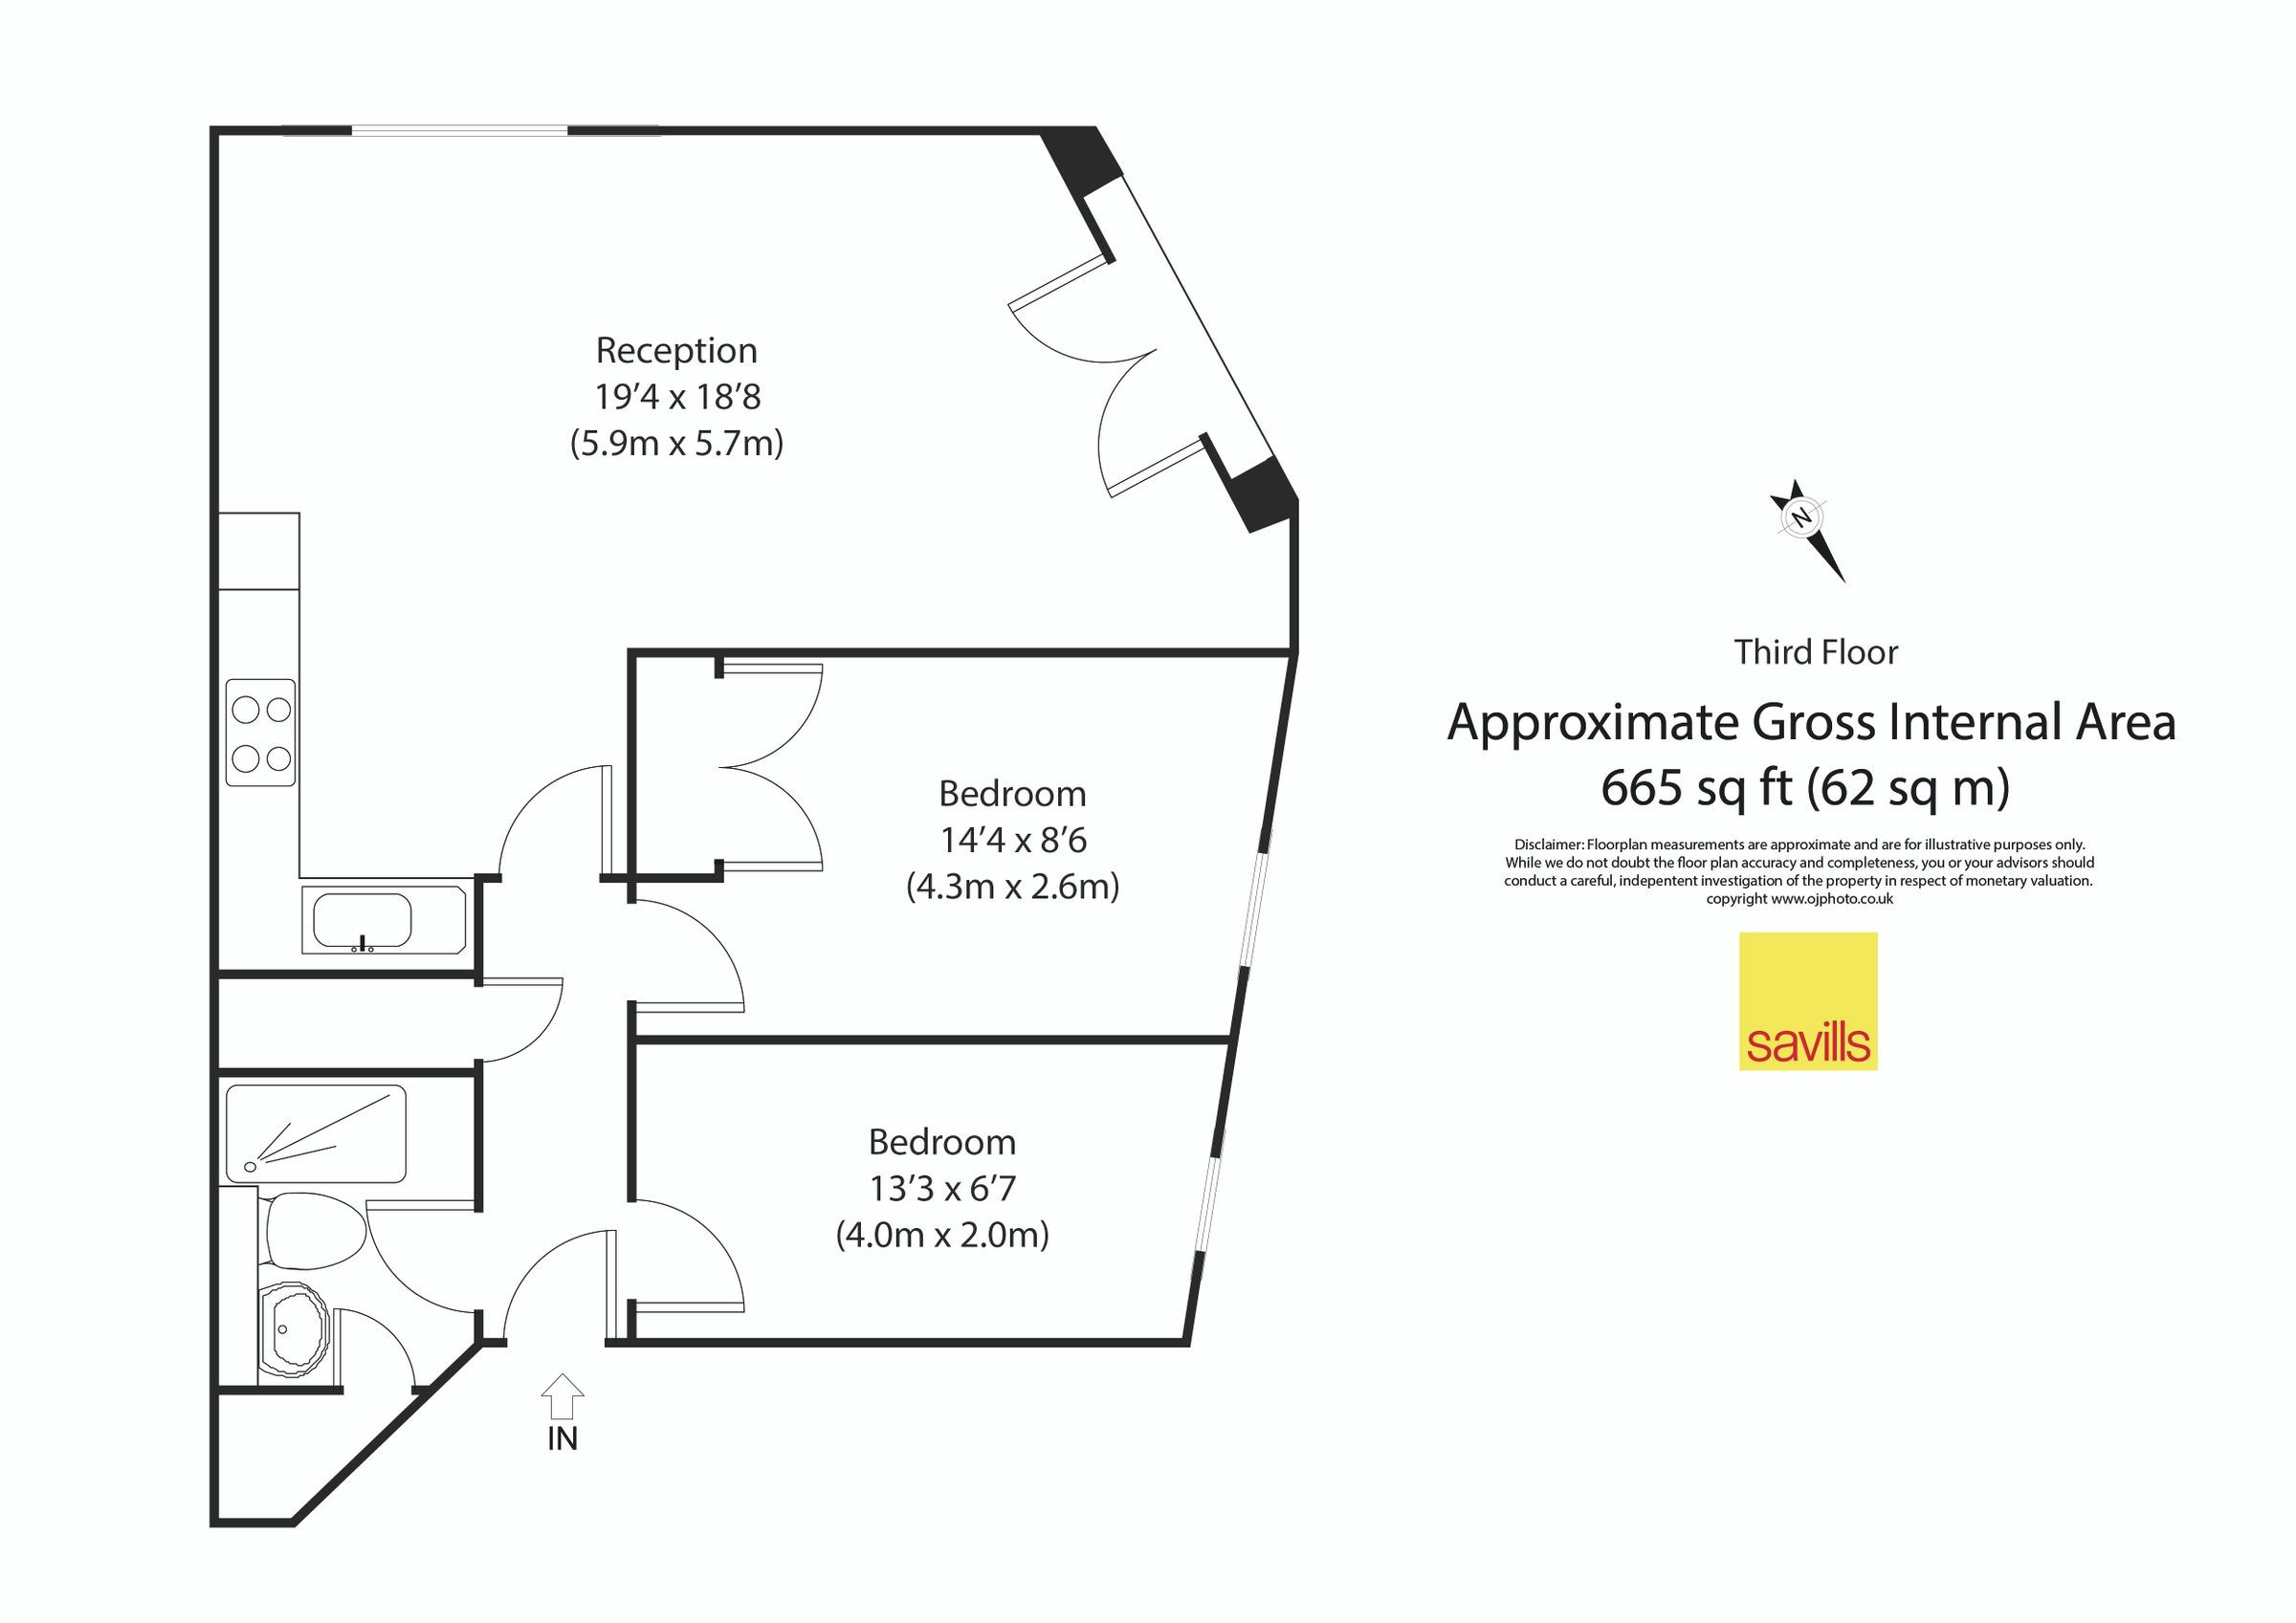 Reception
19’4 x 18’8
(5.9m x 5.7m)
Bedroom
14’4 x 8’6
(4.3m x 2.6m)
Bedroom
13’3 x 6’7
(4.0m x 2.0m)
IN
N
Third Floor
Approximate Gross Internal Area
665 sq ft (62 sq m)
Disclaimer: Floorplan measurements are approximate and are for illustrative purposes only.
While we do not doubt the floor plan accuracy and completeness, you or your advisors should
conduct a careful, indepentent investigation of the property in respect of monetary valuation.
copyright www.ojphoto.co.uk
savills